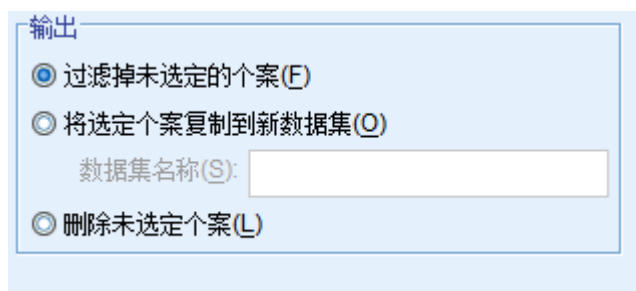 输出
过滤掉未选定的个案(F)
将选定个案复制到新数据集(O)
数据集名称(S):
删除未选定个案(L)